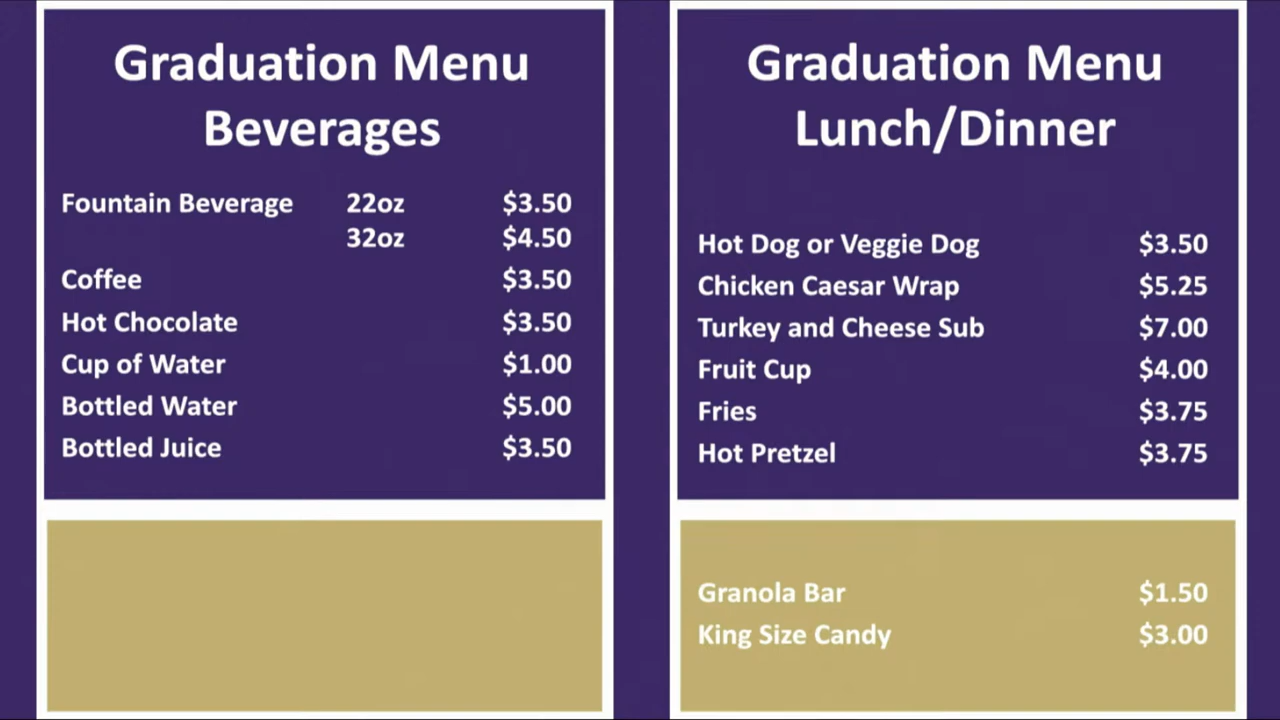 Graduation Menu
Beverages
Fountain Beverage 22oz $3.50
32oz $4.50
Coffee $3.50
Hot Chocolate $3.50
Cup of Water $1.00
Bottled Water $5.00
Bottled Juice $3.50
Graduation Menu
Lunch/Dinner
Hot Dog or Veggie Dog $3.50
Chicken Caesar Wrap $5.25
Turkey and Cheese Sub $7.00
Fruit Cup $4.00
Fries $3.75
Hot Pretzel $3.75
Granola Bar $1.50
King Size Candy $3.00